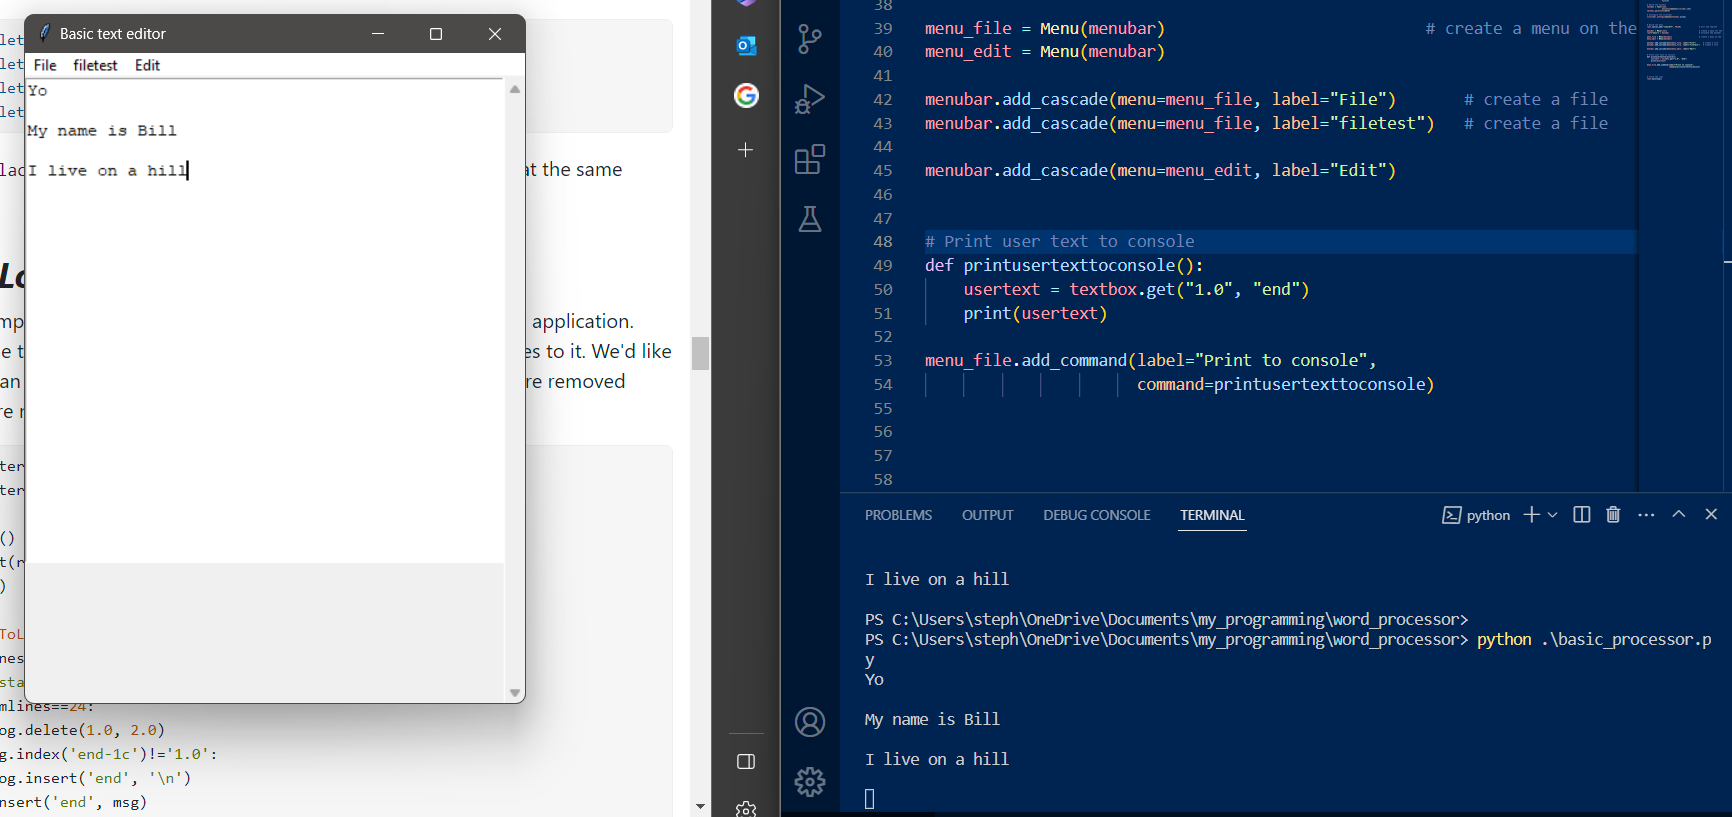 Basic text editor
File filetest Edit
Yo
My name is Bill
I live on a hill
let
let
let
let
lac
at the same
Lo
mp
application.
e t
es to it. We'd like
an
re removed
re r
ter
ter
()
t(r
)
ToL
nes
sta
mlines==24:
og.delete(1.0, 2.0)
g.index('end-1c')!='1.0':
og.insert('end', '\n')
nsert('end', msg)
38
39 menu_file = Menu(menubar) # create a menu on the
40 menu_edit = Menu(menubar)
41
42 menubar.add_cascade(menu=menu_file, label="File") # create a file
43 menubar.add_cascade(menu=menu_file, label="filetest") # create a file
44
45 menubar.add_cascade(menu=menu_edit, label="Edit")
46
47
48 # Print user text to console
49 def printusertexttoconsole():
50 usertext = textbox.get("1.0", "end")
51 print(usertext)
52
53 menu_file.add_command(label="Print to console",
54 command=printusertexttoconsole)
55
56
57
58
PROBLEMS OUTPUT DEBUG CONSOLE TERMINAL python
I live on a hill
PS C:\Users\steph\OneDrive\Documents\my_programming\word_processor>
PS C:\Users\steph\OneDrive\Documents\my_programming\word_processor> python .\basic_processor.p
y
Yo
My name is Bill
I live on a hill